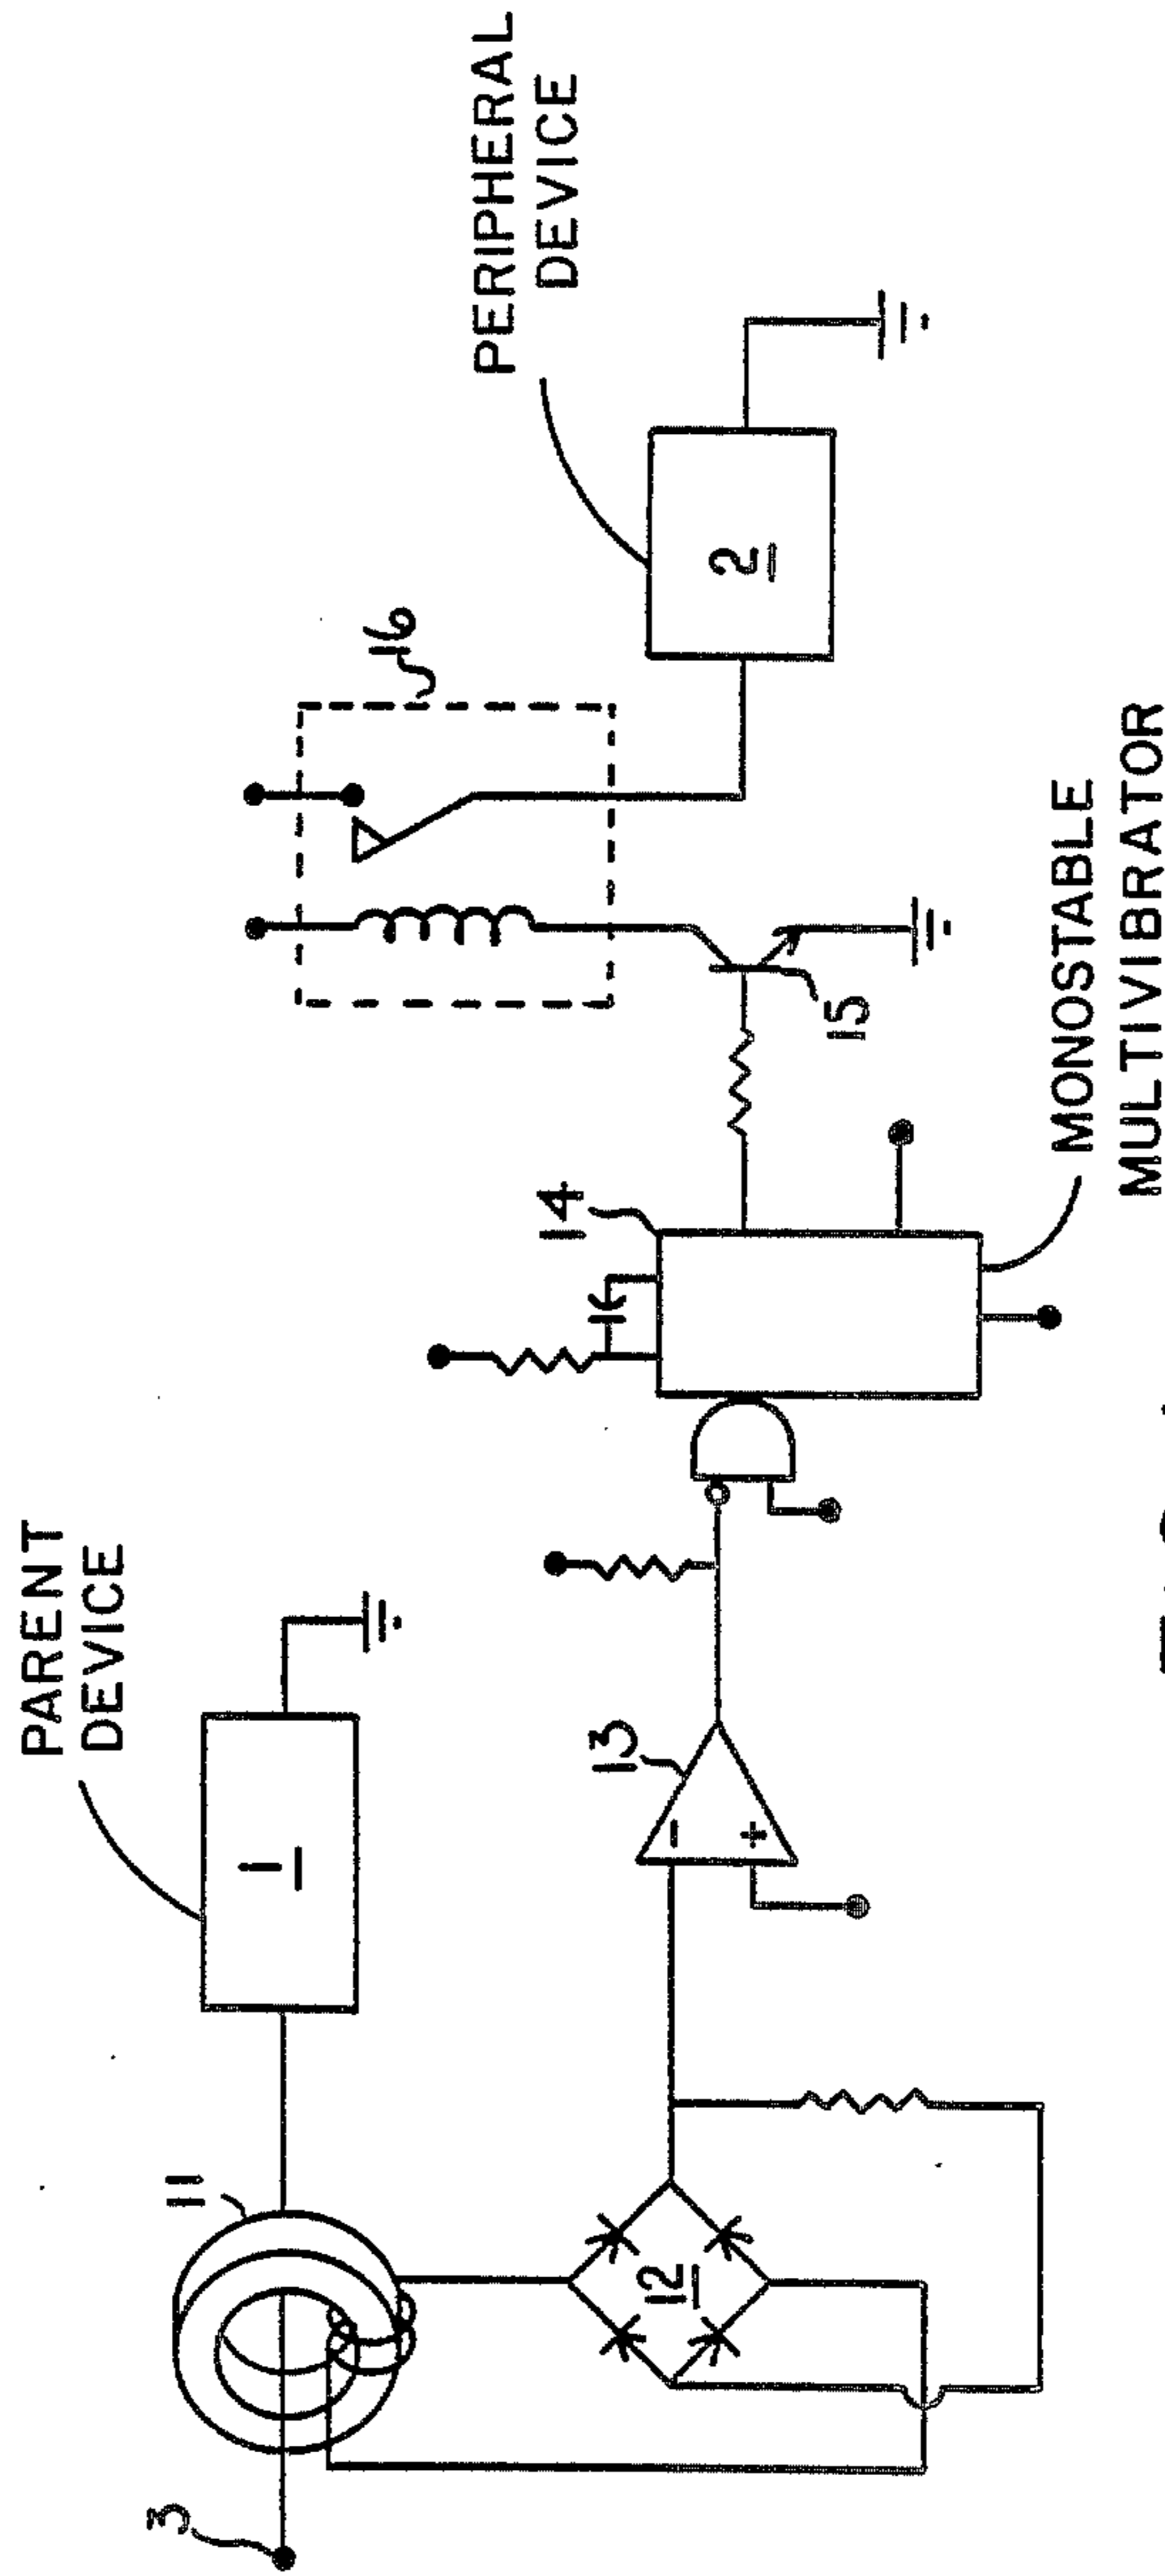 PARENT
DEVICE
1
3
11
12
13
-
+
14
15
16
PERIPHERAL
DEVICE
2
MONOSTABLE
MULTIVIBRATOR